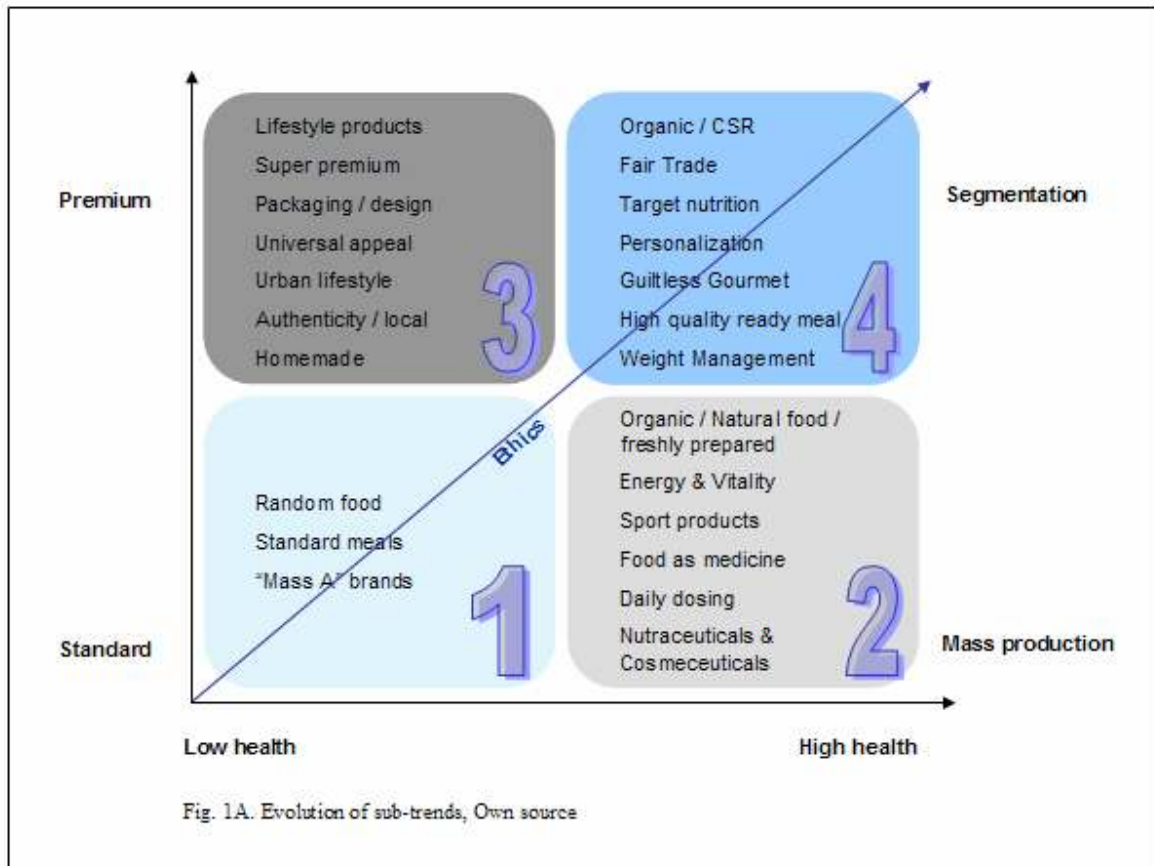 Premium
Lifestyle products
Super premium
Packaging / design
Universal appeal
Urban lifestyle
Authenticity / local
Homemade
3
Organic / CSR
Fair Trade
Target nutrition
Personalization
Guiltless Gourmet
High quality ready meal
Weight Management
4
Segmentation
Ethics
Standard
Random food
Standard meals
"Mass A" brands
1
Organic / Natural food /
freshly prepared
Energy & Vitality
Sport products
Food as medicine
Daily dosing
Nutraceuticals &
Cosmeceuticals
2
Mass production
Low health
High health
Fig. 1A. Evolution of sub-trends, Own source